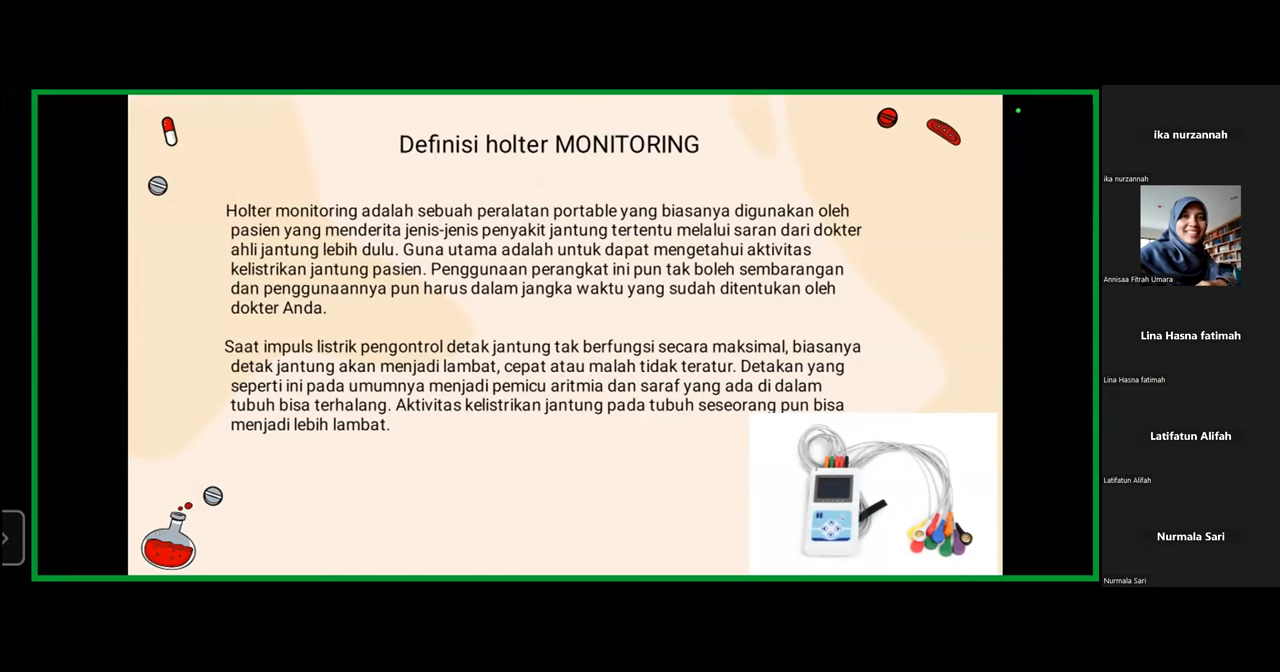 Definisi holter MONITORING
Holter monitoring adalah sebuah peralatan portable yang biasanya digunakan oleh
pasien yang menderita jenis-jenis penyakit jantung tertentu melalui saran dari dokter
ahli jantung lebih dulu. Guna utama adalah untuk dapat mengetahui aktivitas
kelistrikan jantung pasien. Penggunaan perangkat ini pun tak boleh sembarangan
dan penggunaannya pun harus dalam jangka waktu yang sudah ditentukan oleh
dokter Anda.
Saat impuls listrik pengontrol detak jantung tak berfungsi secara maksimal, biasanya
detak jantung akan menjadi lambat, cepat atau malah tidak teratur. Detakan yang
seperti ini pada umumnya menjadi pemicu aritmia dan saraf yang ada di dalam
tubuh bisa terhalang. Aktivitas kelistrikan jantung pada tubuh seseorang pun bisa
menjadi lebih lambat.
ika nurzannah
ika nurzannah
Annisaa Fitrah Umara
Lina Hasna fatimah
Lina Hasna fatimah
Latifatun Alifah
Latifatun Alifah
Nurmala Sari
Nurmala Sari